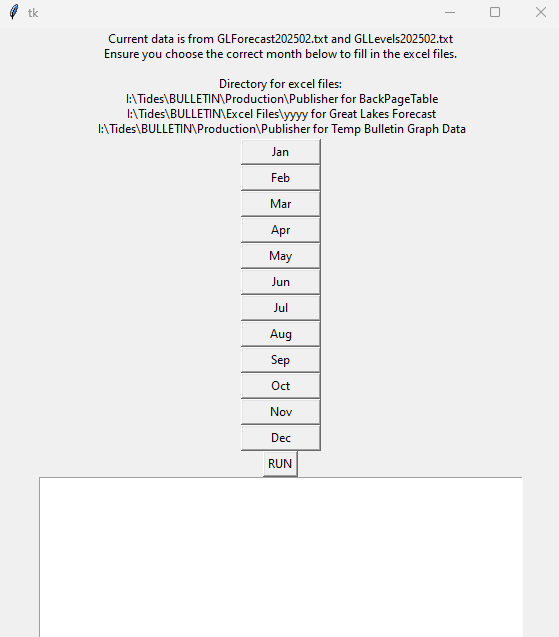 tk
Current data is from GLForecast202502.txt and GLLevels202502.txt
Ensure you choose the correct month below to fill in the excel files.
Directory for excel files:
I:\Tides\BULLETIN\Production\Publisher for BackPageTable
I:\Tides\BULLETIN\Excel Files\yyyy for Great Lakes Forecast
I:\Tides\BULLETIN\Production\Publisher for Temp Bulletin Graph Data
Jan
Feb
Mar
Apr
May
Jun
Jul
Aug
Sep
Oct
Nov
Dec
RUN